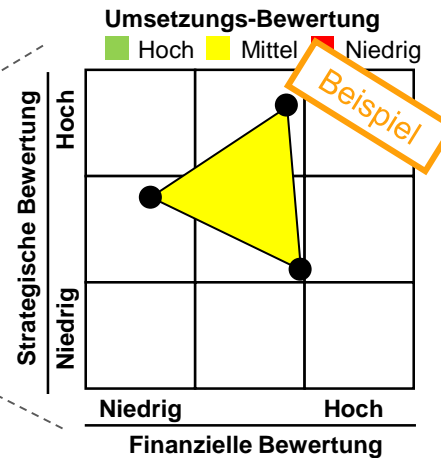 Umsetzungs-Bewertung
Hoch Mittel Niedrig
Beispiel
Strategische Bewertung
Hoch
Niedrig
Niedrig Hoch
Finanzielle Bewertung